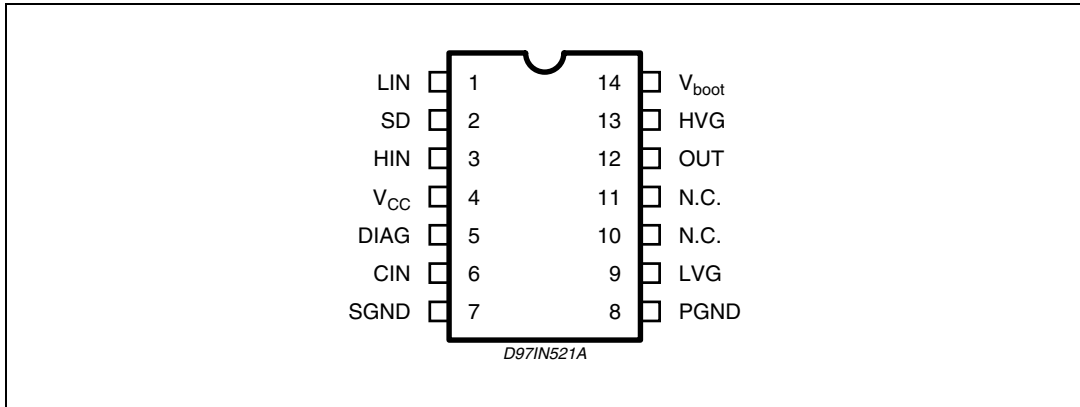 LIN 1 14 Vboot
SD 2 13 HVG
HIN 3 12 OUT
VCC 4 11 N.C.
DIAG 5 10 N.C.
CIN 6 9 LVG
SGND 7 8 PGND
D97IN521A